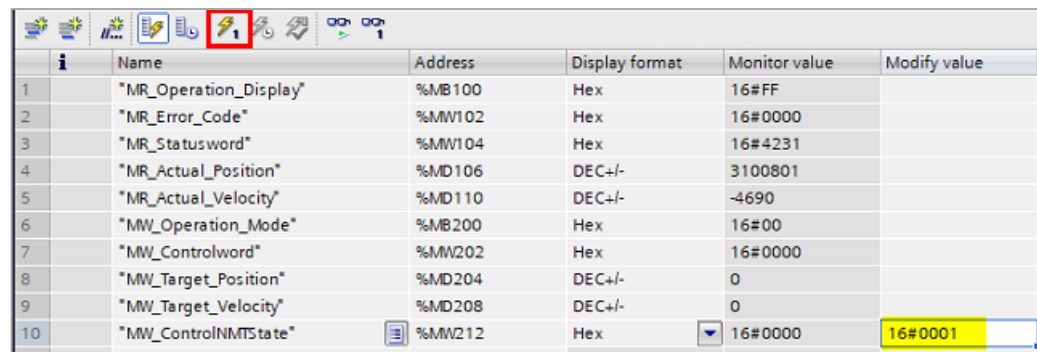 i Name Address Display format Monitor value Modify value
1 "MR_Operation_Display" %MB100 Hex 16#FF
2 "MR_Error_Code" %MW102 Hex 16#0000
3 "MR_Statusword" %MW104 Hex 16#4231
4 "MR_Actual_Position" %MD106 DEC+/- 3100801
5 "MR_Actual_Velocity" %MD110 DEC+/- -4690
6 "MW_Operation_Mode" %MB200 Hex 16#00
7 "MW_Controlword" %MW202 Hex 16#0000
8 "MW_Target_Position" %MD204 DEC+/- 0
9 "MW_Target_Velocity" %MD208 DEC+/- 0
10 "MW_ControlNMTState" %MW212 Hex 16#0000 16#0001